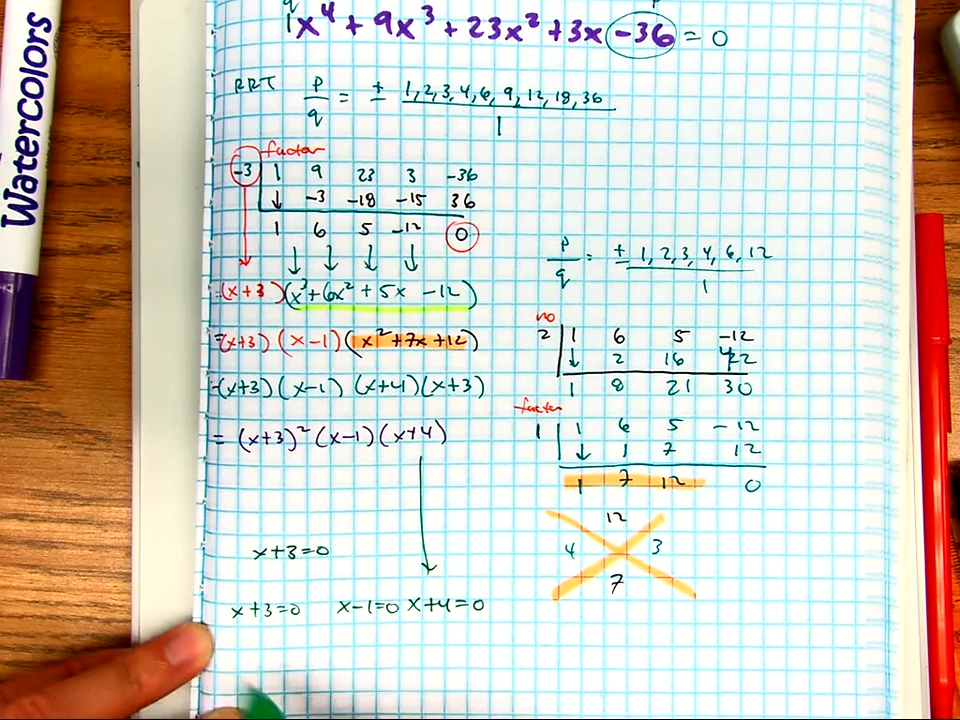 Watercolors
q p
1x⁴ + 9x³ + 23x² + 3x -36 = 0
RRT p/q = ± 1, 2, 3, 4, 6, 9, 12, 18, 36 / 1
factor
-3 | 1 9 23 3 -36
↓ -3 -18 -15 36
1 6 5 -12 0
= (x+3)(x³+6x² + 5x -12)
= (x+3)(x-1)(x²+7x+12)
= (x+3)(x-1)(x+4)(x+3)
= (x+3)²(x-1)(x+4)
x+3=0
x+3=0 x-1=0 x+4=0
p/q = ± 1, 2, 3, 4, 6, 12 / 1
no
2 | 1 6 5 -12
↓ 2 16 42
1 8 21 30
factor
1 | 1 6 5 -12
↓ 1 7 12
1 7 12 0
12
4 3
7